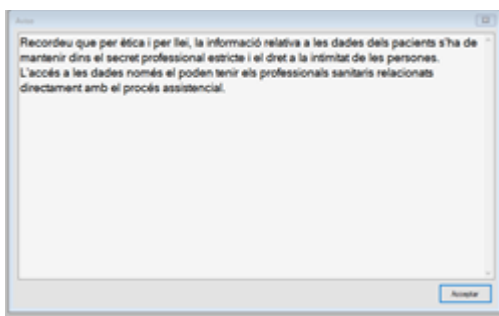 Avise
Recordeu que per ètica i per llei, la informació relativa a les dades dels pacients s'ha de
mantenir dins el secret professional estricte i el dret a la intimitat de les persones.
L'accés a les dades només el poden tenir els professionals sanitaris relacionats
directament amb el procés assistencial.
Acceptar